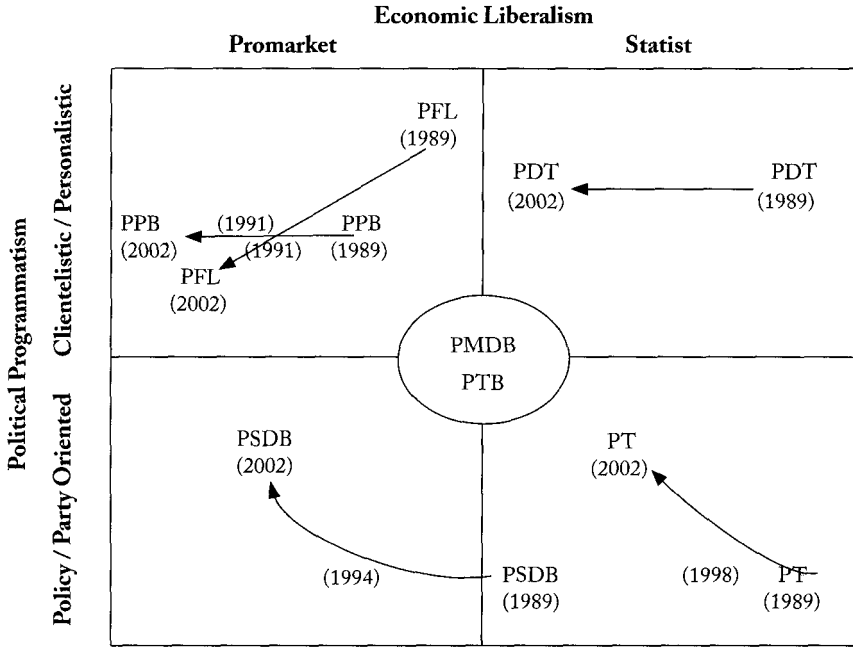 Economic Liberalism
Promarket
Statist
Political Programmatism
Clientelistic / Personalistic
Policy / Party Oriented
PFL
(1989)
PPB
(2002)
(1991)
(1991)
PPB
(1989)
PFL
(2002)
PDT
(2002)
PDT
(1989)
PMDB
PTB
PSDB
(2002)
(1994)
PSDB
(1989)
PT
(2002)
(1998)
PT
(1989)